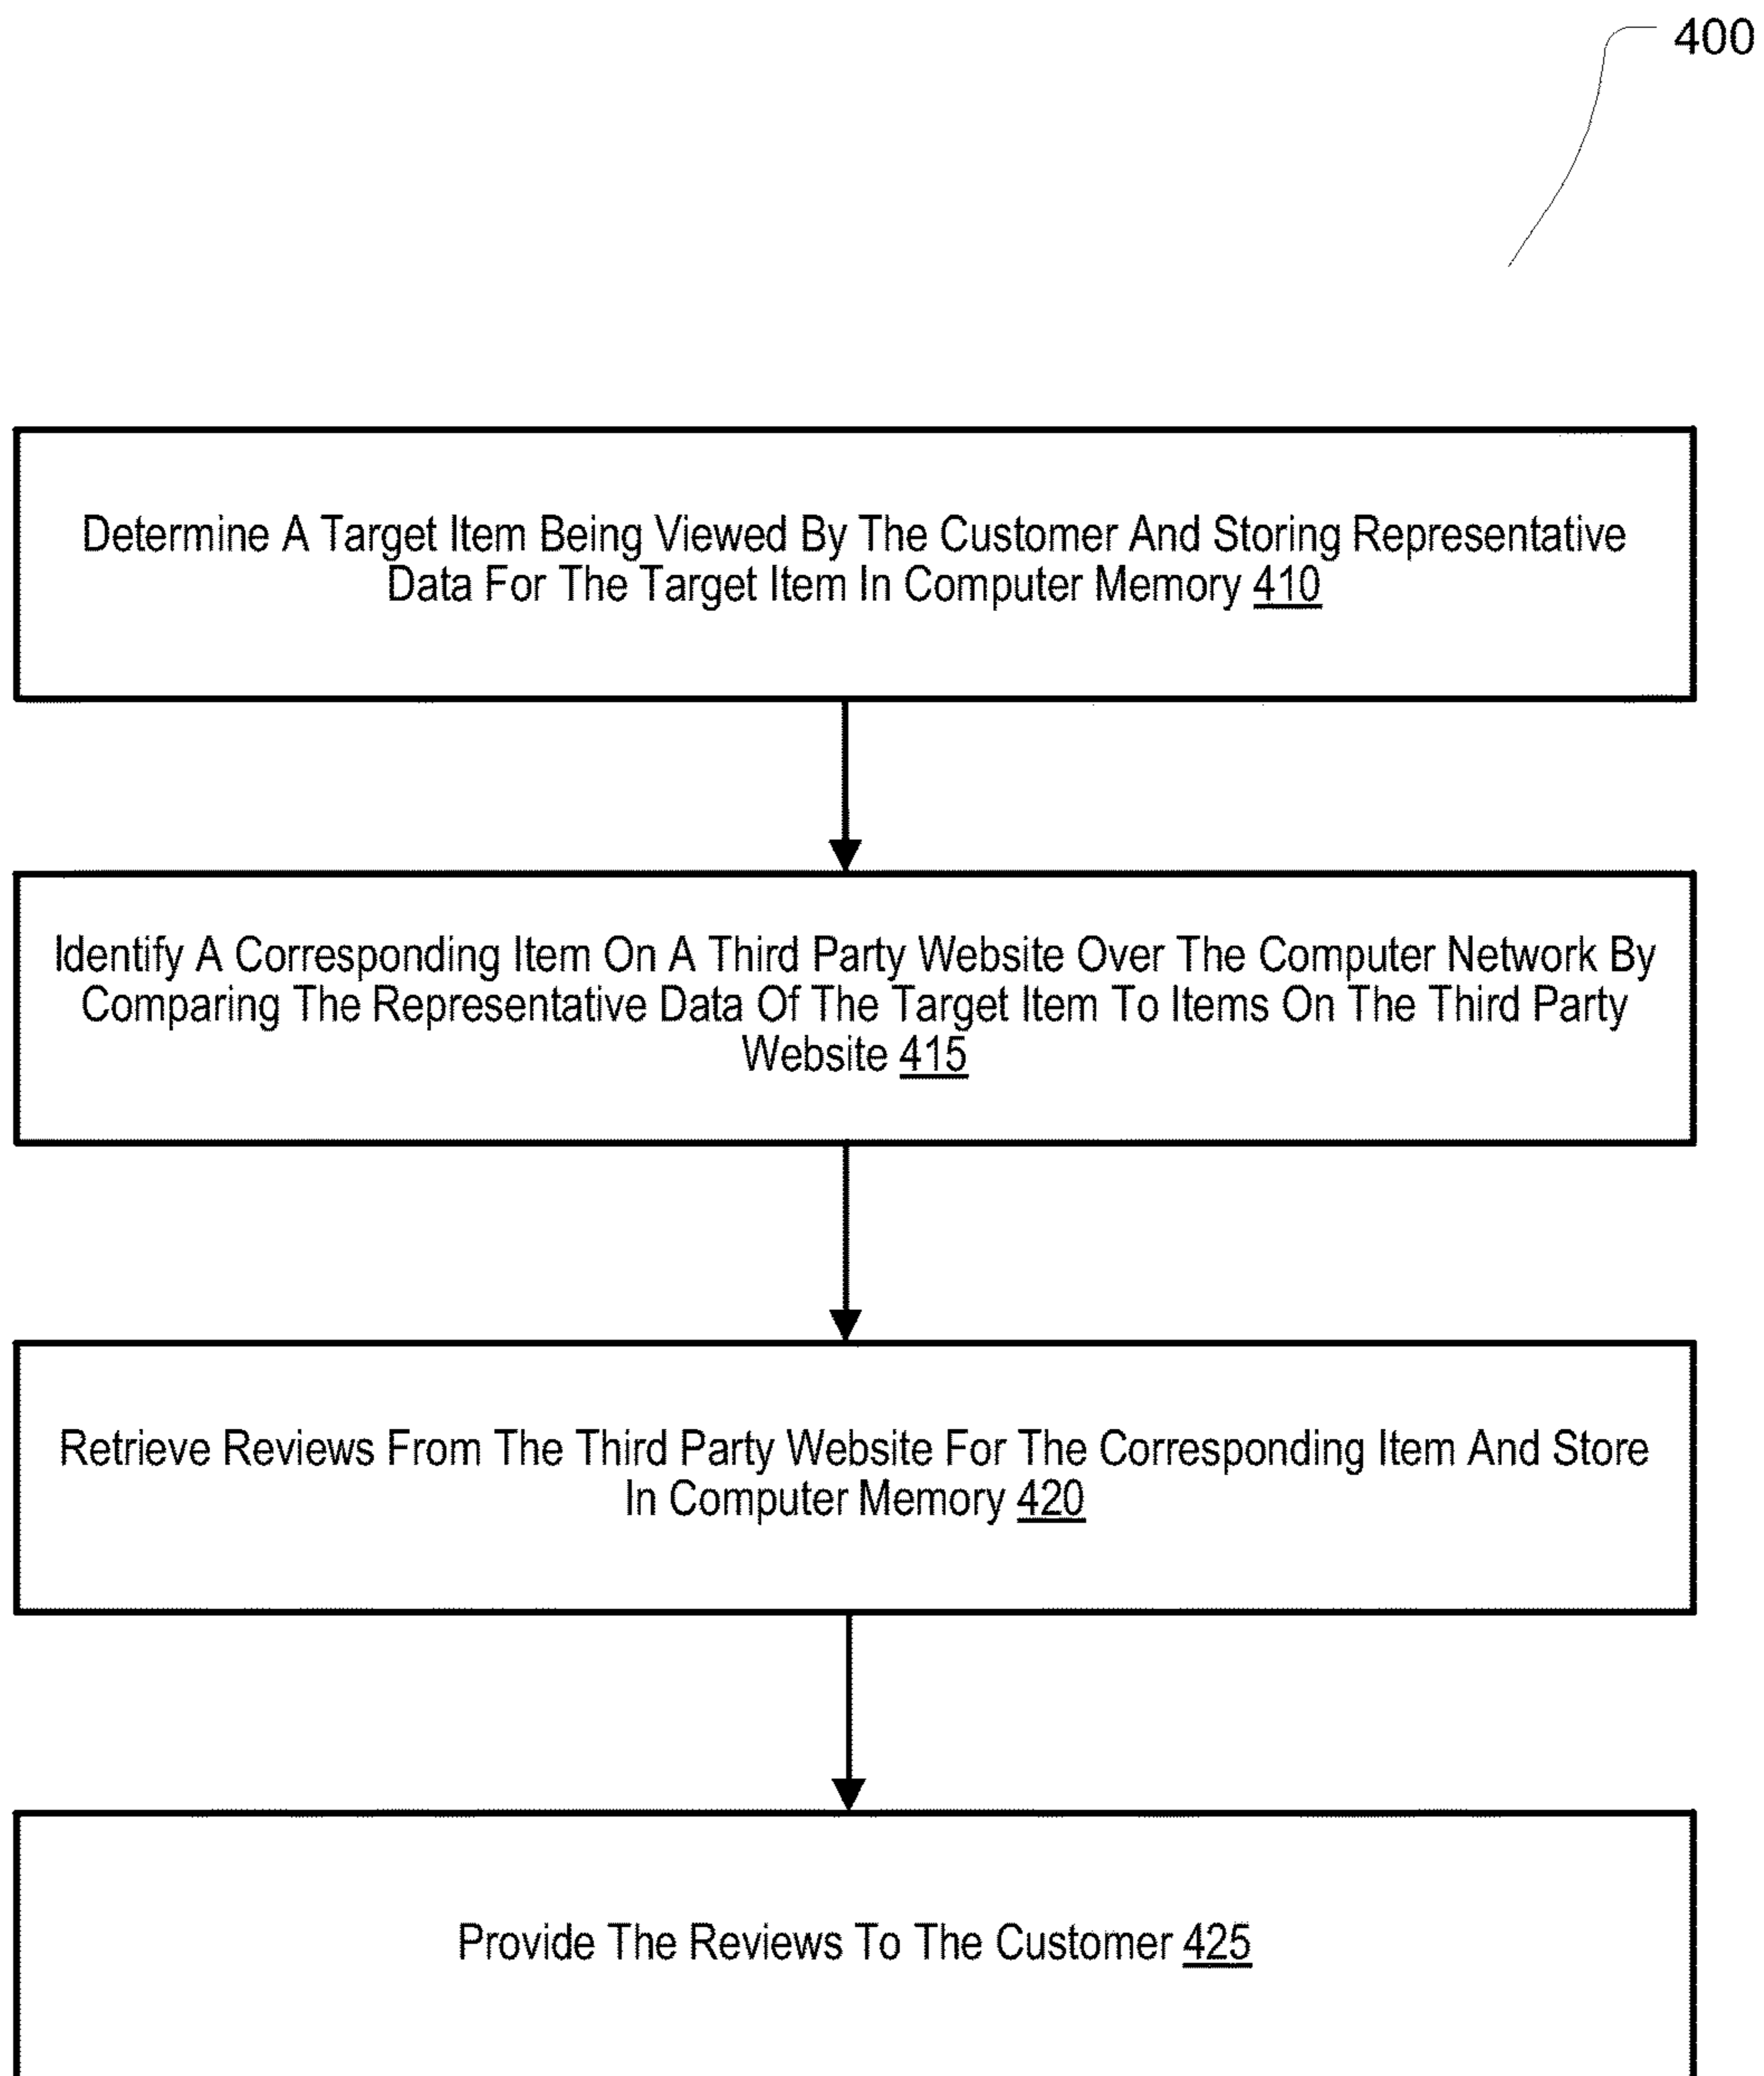 400
Determine A Target Item Being Viewed By The Customer And Storing Representative
Data For The Target Item In Computer Memory 410
Identify A Corresponding Item On A Third Party Website Over The Computer Network By
Comparing The Representative Data Of The Target Item To Items On The Third Party
Website 415
Retrieve Reviews From The Third Party Website For The Corresponding Item And Store
In Computer Memory 420
Provide The Reviews To The Customer 425